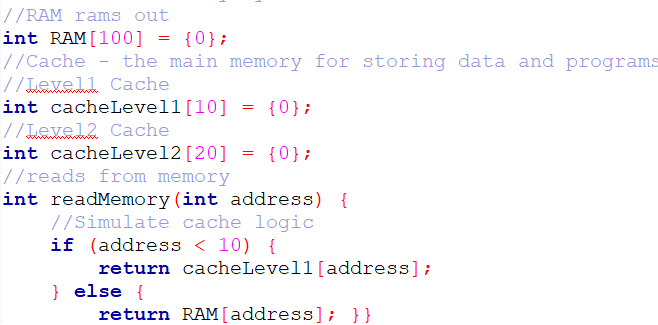 //RAM rams out
int RAM[100] = {0};
//Cache - the main memory for storing data and programs
//Level1 Cache
int cacheLevel1[10] = {0};
//Level2 Cache
int cacheLevel2[20] = {0};
//reads from memory
int readMemory(int address) {
    //Simulate cache logic
    if (address < 10) {
        return cacheLevel1[address];
    } else {
        return RAM[address]; }}